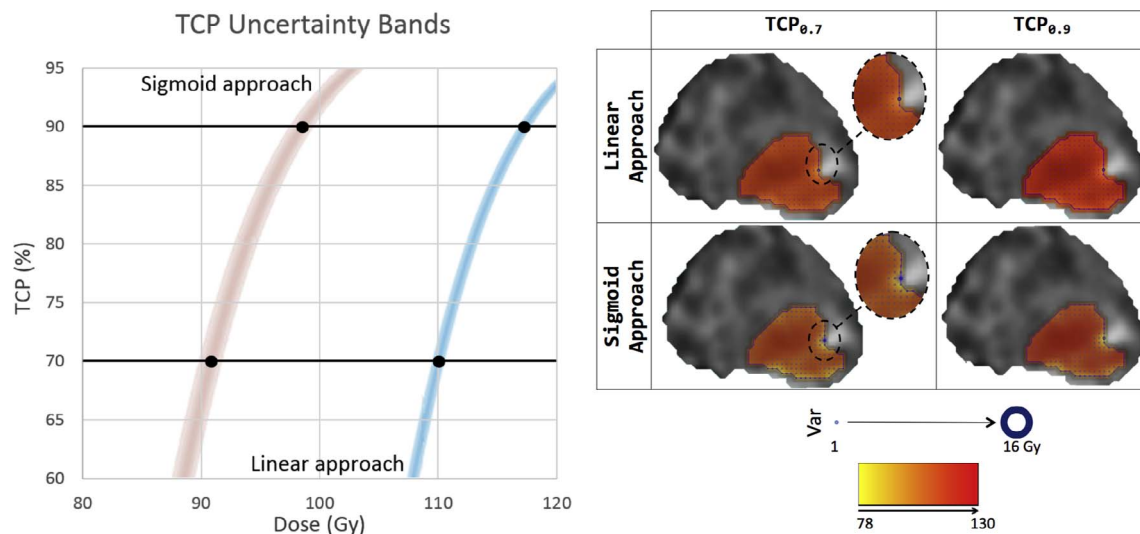 TCP Uncertainty Bands
95
90
85
80
75
70
65
60
TCP (%)
Sigmoid approach
Linear approach
80
90
100
110
120
Dose (Gy)
TCP₀.₇
TCP₀.₉
Linear
Approach
Sigmoid
Approach
Var
1
16 Gy
78
130